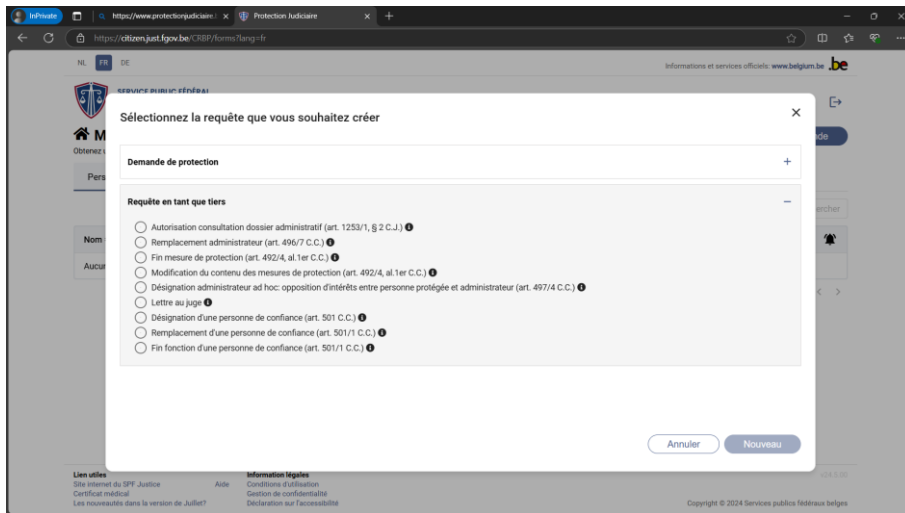 InPrivate
https://www.protectionjudiciaire.
Protection Judiciaire
https://citizen.just.fgov.be/CRBP/forms?lang=fr
NL FR DE
Informations et services officiels: www.belgium.be .be
SERVICE PUBLIC FÉDÉRAL
Sélectionnez la requête que vous souhaitez créer
M
nde
Obtenez
Demande de protection
Pers
Requête en tant que tiers
ercher
Autorisation consultation dossier administratif (art. 1253/1, § 2 C.J.)
Nom
Remplacement administrateur (art. 496/7 C.C.)
Fin mesure de protection (art. 492/4, al.1er C.C.)
Aucun
Modification du contenu des mesures de protection (art. 492/4, al.1er C.C.)
Désignation administrateur ad hoc: opposition d'intérêts entre personne protégée et administrateur (art. 497/4 C.C.)
Lettre au juge
Désignation d'une personne de confiance (art. 501 C.C.)
Remplacement d'une personne de confiance (art. 501/1 C.C.)
Fin fonction d'une personne de confiance (art. 501/1 C.C.)
Annuler
Nouveau
Lien utiles
Information légales
Site internet du SPF Justice
Aide
Conditions d'utilisation
Certificat médical
Gestion de confidentialité
Les nouveautés dans la version de Juillet?
Déclaration sur l'accessibilité
Copyright © 2024 Services publics fédéraux belges